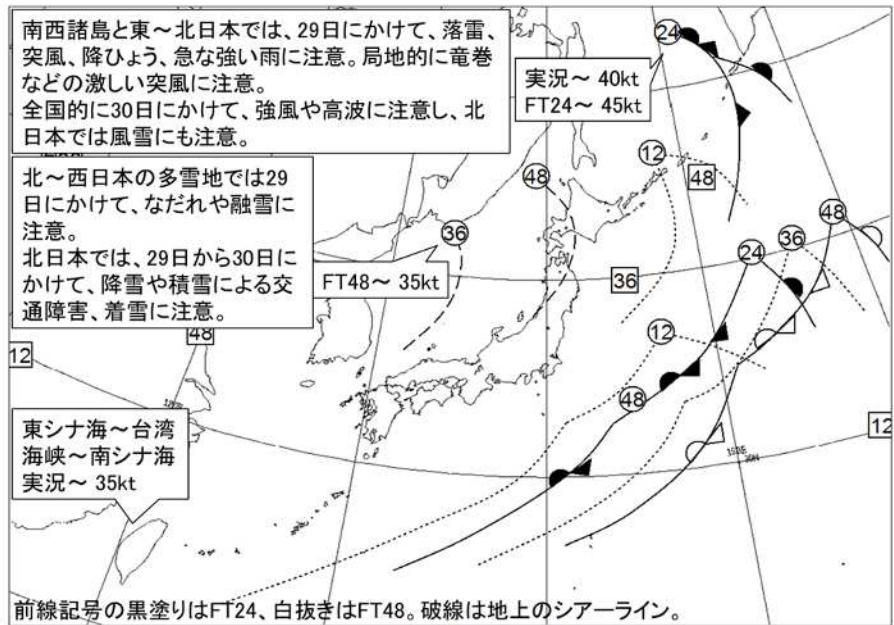 南西諸島と東～北日本では、29日にかけて、落雷、
突風、降ひょう、急な強い雨に注意。局地的に竜巻
などの激しい突風に注意。
全国的に30日にかけて、強風や高波に注意し、北
日本では風雪にも注意。
24
実況～ 40kt
FT24～ 45kt
北～西日本の多雪地では29
日にかけて、なだれや融雪に
注意。
北日本では、29日から30日に
かけて、降雪や積雪による交
通障害、着雪に注意。
12
48
48
48
36
24
36
FT48～ 35kt
36
12
48
12
48
12
東シナ海～台湾
海峡～南シナ海
実況～ 35kt
前線記号の黒塗りはFT24、白抜きはFT48。破線は地上のシアーライン。